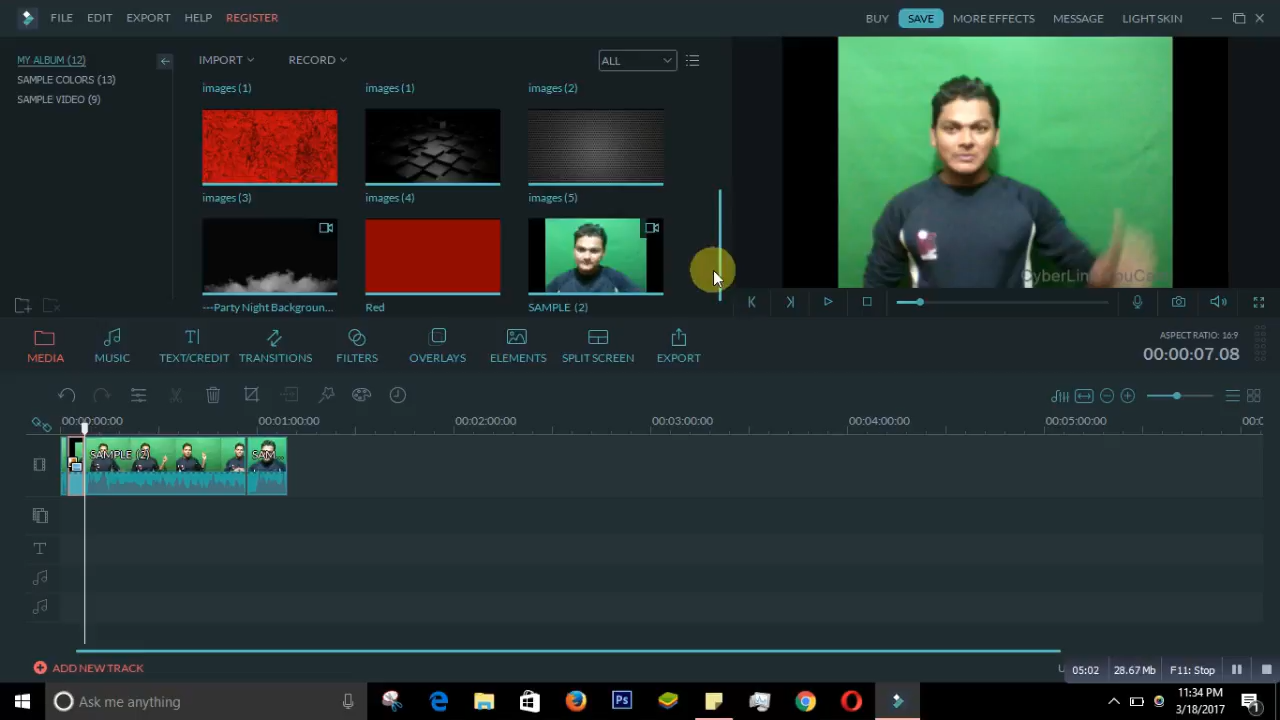 FILE EDIT EXPORT HELP REGISTER BUY SAVE MORE EFFECTS MESSAGE LIGHT SKIN
MY ALBUM (12)
SAMPLE COLORS (13)
SAMPLE VIDEO (9)
IMPORT RECORD ALL
images (1) images (1) images (2)
images (3) images (4) images (5)
---Party Night Backgroun... Red SAMPLE (2)
CyberLink YouCam
MEDIA MUSIC TEXT/CREDIT TRANSITIONS FILTERS OVERLAYS ELEMENTS SPLIT SCREEN EXPORT
ASPECT RATIO: 16:9
00:00:07.08
00:00:00:00 00:01:00:00 00:02:00:00 00:03:00:00 00:04:00:00 00:05:00:00
SAMPLE (2) SAM...
ADD NEW TRACK
05:02 28.67 Mb F11: Stop
Ask me anything
11:34 PM
3/18/2017